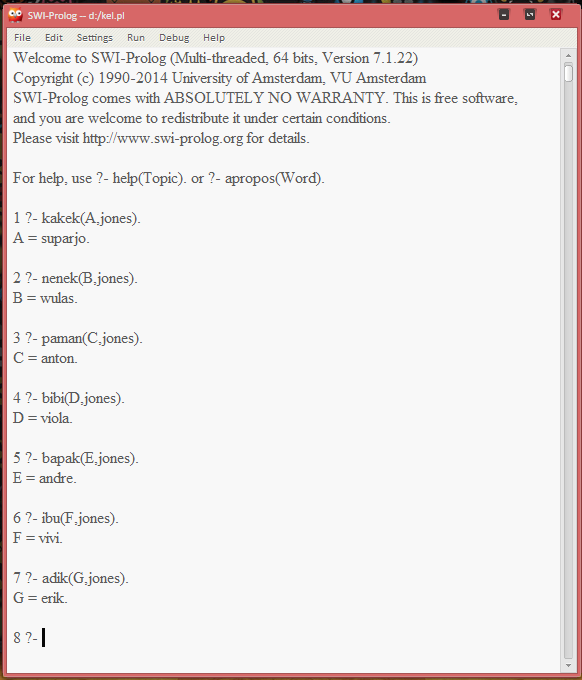 SWI-Prolog -- d:/kel.pl
File Edit Settings Run Debug Help
Welcome to SWI-Prolog (Multi-threaded, 64 bits, Version 7.1.22)
Copyright (c) 1990-2014 University of Amsterdam, VU Amsterdam
SWI-Prolog comes with ABSOLUTELY NO WARRANTY. This is free software,
and you are welcome to redistribute it under certain conditions.
Please visit http://www.swi-prolog.org for details.
For help, use ?- help(Topic). or ?- apropos(Word).
1 ?- kakek(A,jones).
A = suparjo.
2 ?- nenek(B,jones).
B = wulas.
3 ?- paman(C,jones).
C = anton.
4 ?- bibi(D,jones).
D = viola.
5 ?- bapak(E,jones).
E = andre.
6 ?- ibu(F,jones).
F = vivi.
7 ?- adik(G,jones).
G = erik.
8 ?-